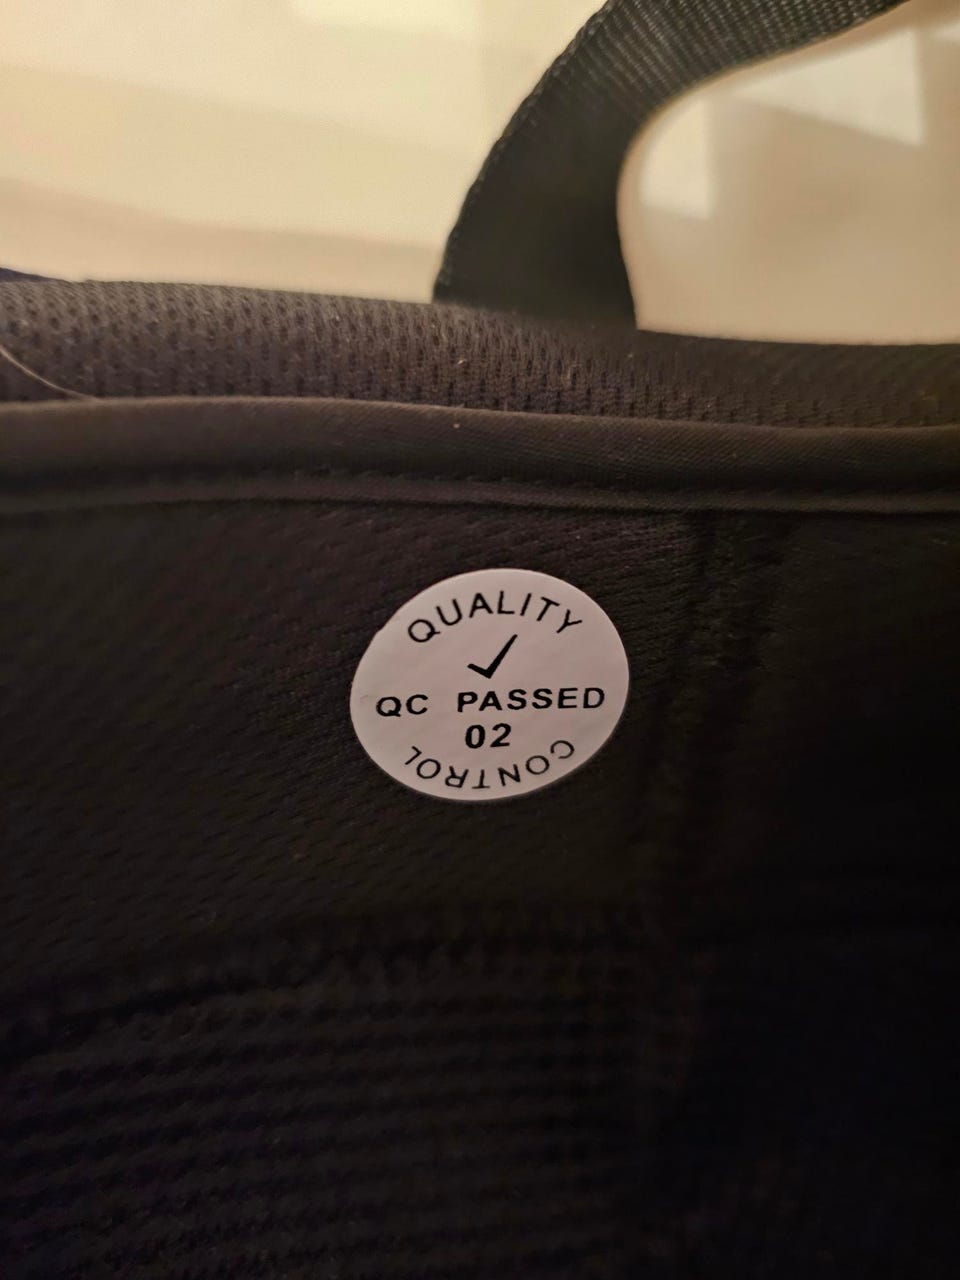 QUALITY
✓
QC PASSED
02
CONTROL